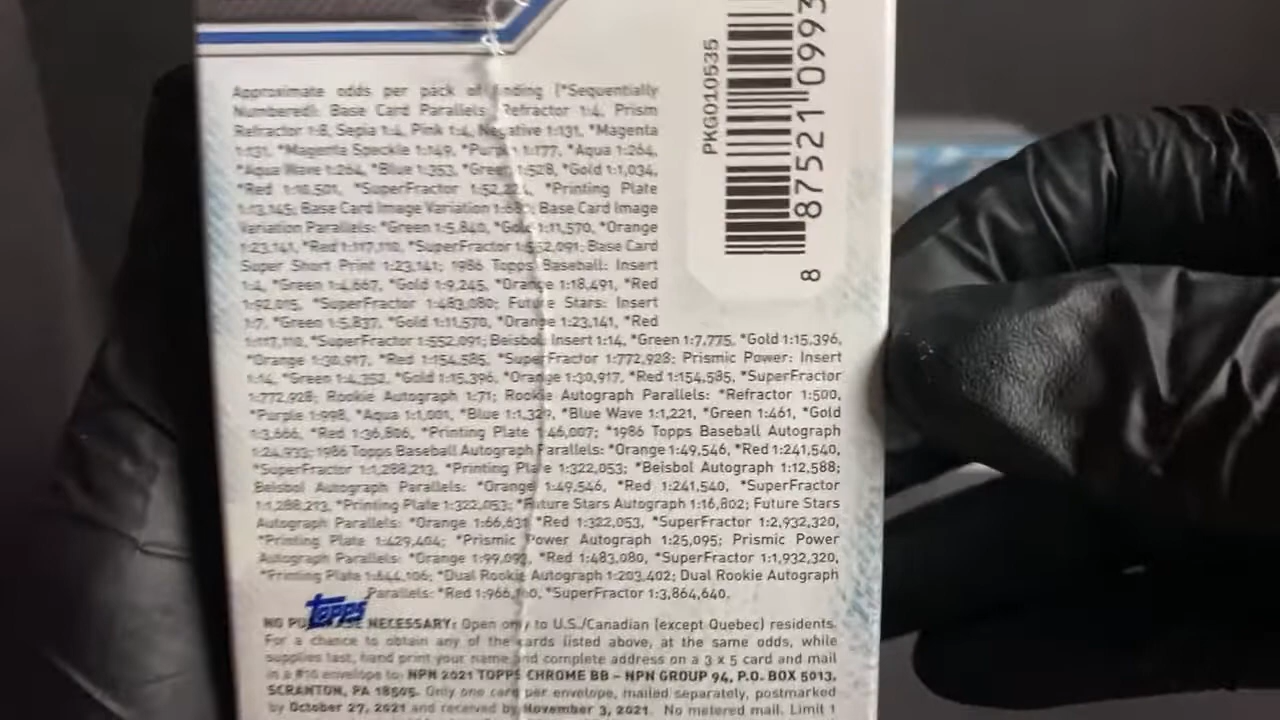 Approximate odds per pack of finding (*Sequentially
Numbered): Base Card Parallels: Refractor 1:4, Prism
Refractor 1:8, Sepia 1:4, Pink 1:4, Negative 1:131, *Magenta
1:131, *Magenta Speckle 1:149, *Purple 1:177, *Aqua 1:264,
*Aqua Wave 1:264, *Blue 1:353, *Green 1:528, *Gold 1:1,034,
*Red 1:10,501, *SuperFractor *Printing Plate
1:13,145; Base Card Image Variation Base Card Image
Variation Parallels: *Green 1:5,840, *Gold 1:11,570, *Orange
1:23,141, *Red 1:117,110, *SuperFractor 1:552,091; Base Card
Super Short Print 1:23,141; 1986 Topps Baseball: Insert
1:4, *Green 1:4,667, *Gold 1:9,245, *Orange 1:18,491, *Red
1:92,015, *SuperFractor 1:483,080; Future Stars: Insert
1:7, *Green 1:5,837, *Gold 1:11,570, *Orange 1:23,141, *Red
1:117,110, *SuperFractor 1:552,091; Beisbol: Insert 1:14, *Green 1:7,775, *Gold 1:15,396,
*Orange 1:30,917, *Red 1:154,585, *SuperFractor 1:772,928; Prismic Power: Insert
1:14, *Green 1:4,352, *Gold 1:15,396, *Orange 1:30,917, *Red 1:154,585, *SuperFractor
1:772,928; Rookie Autograph 1:71; Rookie Autograph Parallels: *Refractor 1:500,
*Purple 1:998, *Aqua 1:1,001, *Blue 1:1,329, *Blue Wave 1:1,221, *Green 1:461, *Gold
1:3,666, *Red 1:36,806, *Printing Plate 1:46,007; *1986 Topps Baseball Autograph
1:24,933; 1986 Topps Baseball Autograph Parallels: *Orange 1:49,546, *Red 1:241,540,
*SuperFractor 1:1,288,213, *Printing Plate 1:322,053; *Beisbol Autograph 1:12,588;
Beisbol Autograph Parallels: *Orange 1:49,546, *Red 1:241,540, *SuperFractor
1:1,288,213, *Printing Plate 1:322,053; *Future Stars Autograph 1:16,802; Future Stars
Autograph Parallels: *Orange 1:66,631 *Red 1:322,053, *SuperFractor 1:2,932,320,
*Printing Plate 1:429,404; *Prismic Power Autograph 1:25,095; Prismic Power
Autograph Parallels: *Orange *Red 1:483,080, *SuperFractor 1:1,932,320,
*Printing Plate 1:644,106; *Dual Rookie Autograph 1:203,402; Dual Rookie Autograph
Parallels: *Red *SuperFractor 1:3,864,640.
topps
NO NECESSARY: Open only to U.S./Canadian (except Quebec) residents.
For a chance to obtain any of the cards listed above, at the same odds, while
supplies last, hand print your name and complete address on a 3 x 5 card and mail
in a #10 envelope to: NPN 2021 TOPPS CHROME BB – NPN GROUP 94, P.O. BOX 5013,
SCRANTON, PA 18505. Only one card per envelope, mailed separately, postmarked
by October 27, 2021 and received by November 3, 2021. No metered mail. Limit 1
PKG010535
8 87521 0993